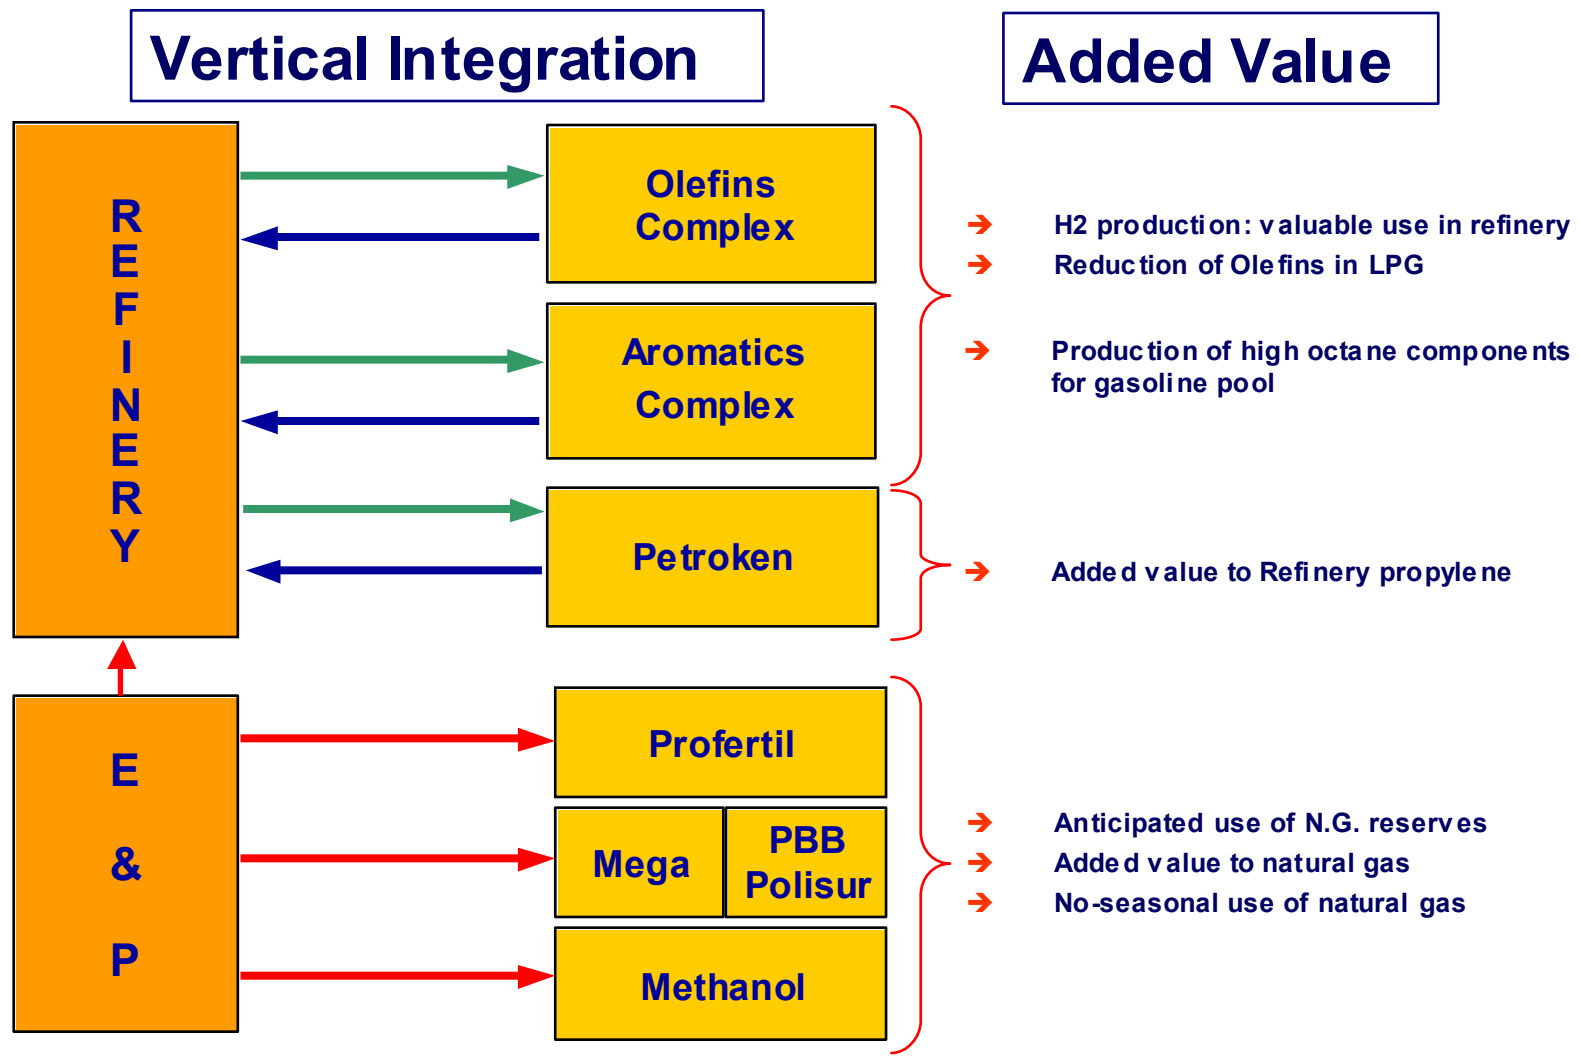 Vertical Integration
Added Value
REFINERY
Olefins
Complex
Aromatics
Complex
Petroken
➔ H2 production: valuable use in refinery
➔ Reduction of Olefins in LPG
➔ Production of high octane components
for gasoline pool
➔ Added value to Refinery propylene
E & P
Profertil
Mega
PBB
Polisur
Methanol
➔ Anticipated use of N.G. reserves
➔ Added value to natural gas
➔ No-seasonal use of natural gas